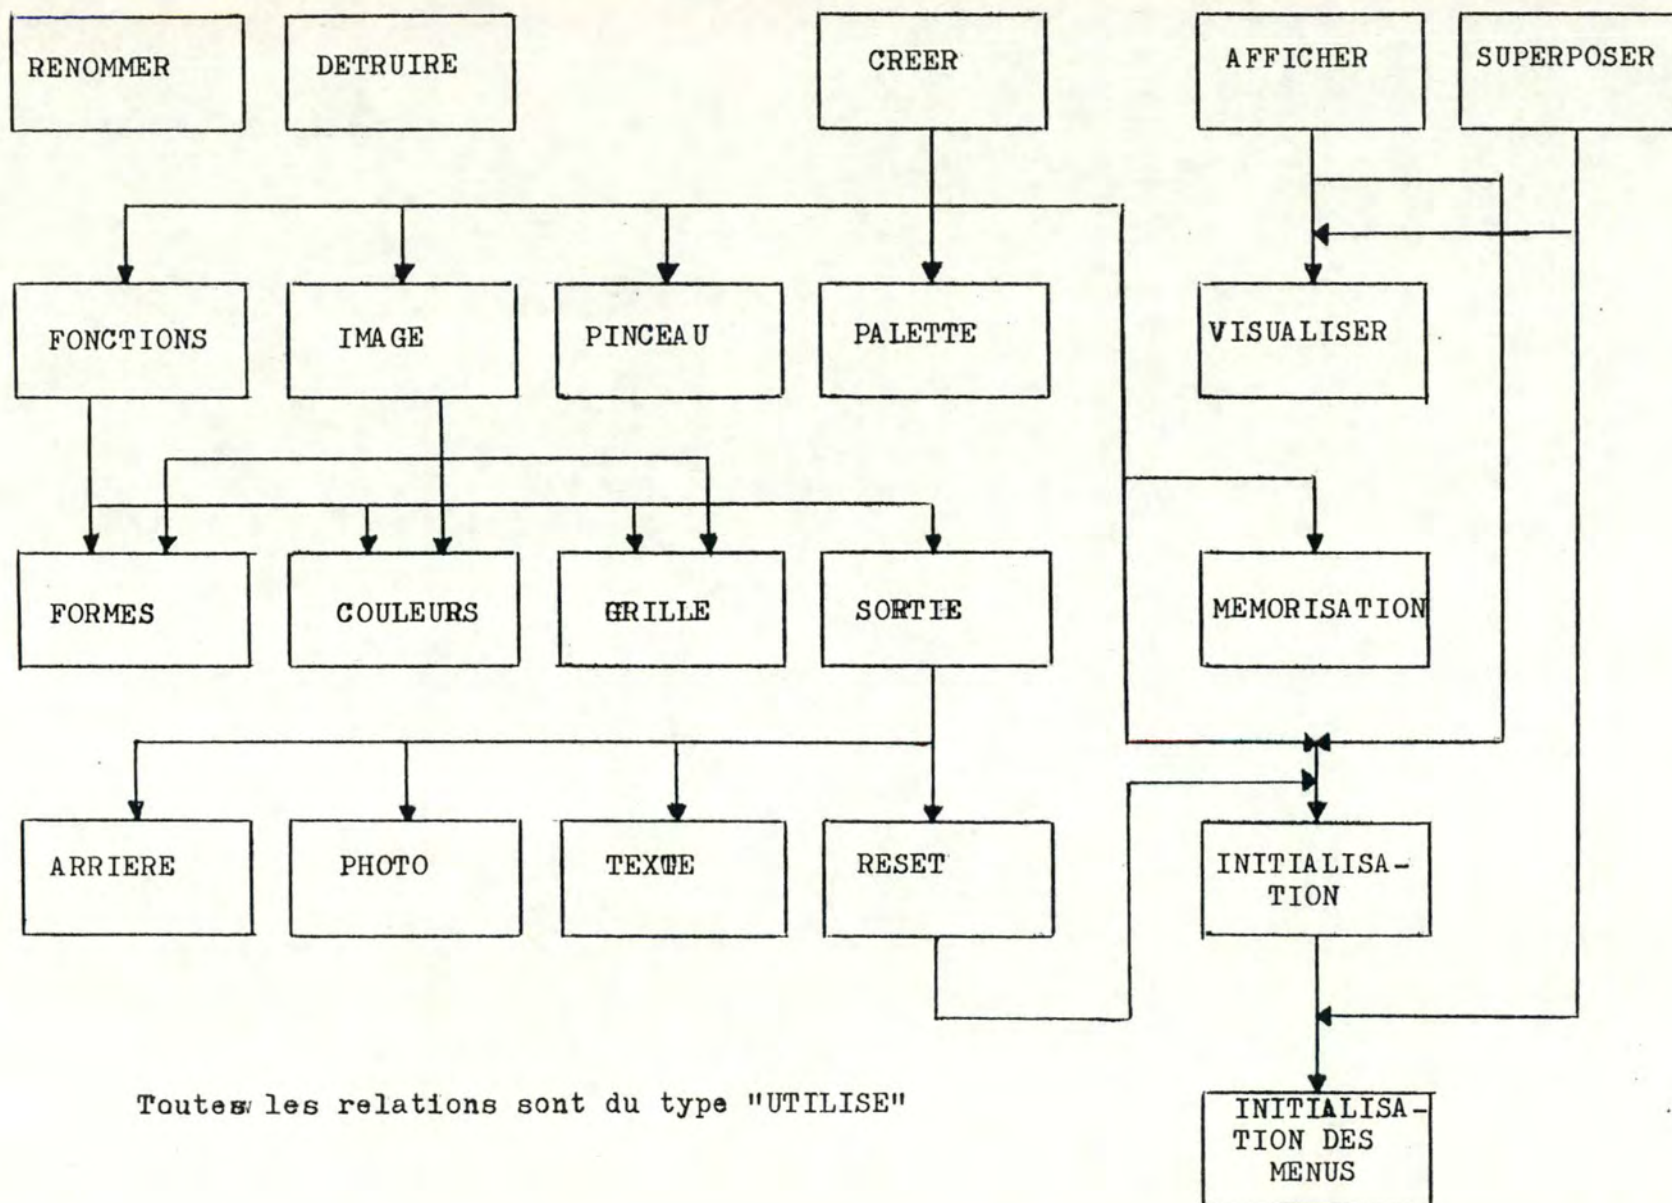 RENOMMER
DETRUIRE
CREER
AFFICHER
SUPERPOSER
FONCTIONS
IMAGE
PINCEAU
PALETTE
VISUALISER
FORMES
COULEURS
GRILLE
SORTIE
MEMORISATION
ARRIERE
PHOTO
TEXTE
RESET
INITIALISA-
TION
Toutes les relations sont du type "UTILISE"
INITIALISA-
TION DES
MENUS